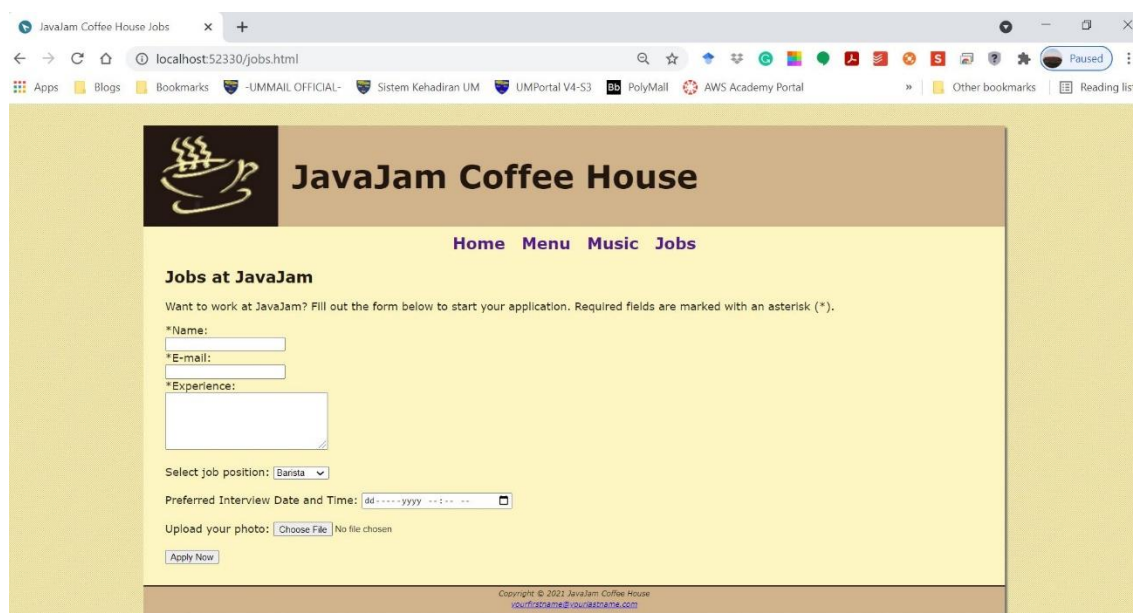 JavaJam Coffee House Jobs
localhost:52330/jobs.html
Paused
Apps Blogs Bookmarks -UMMAIL OFFICIAL- Sistem Kehadiran UM UMPortal V4-S3 Bb PolyMall AWS Academy Portal » Other bookmarks Reading lis
JavaJam Coffee House
Home Menu Music Jobs
Jobs at JavaJam
Want to work at JavaJam? Fill out the form below to start your application. Required fields are marked with an asterisk (*).
*Name:
*E-mail:
*Experience:
Select job position: Barista
Preferred Interview Date and Time: dd-----yyyy --:-- --
Upload your photo: Choose File No file chosen
Apply Now
Copyright © 2021 JavaJam Coffee House
yourfirstname@yourlastname.com